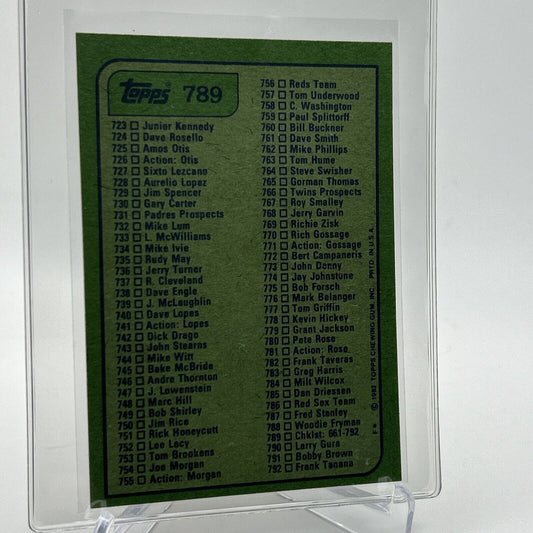 Topps® 789
723 Junior Kennedy
724 Dave Rosello
725 Amos Otis
726 Action: Otis
727 Sixto Lezcano
728 Aurelio Lopez
729 Jim Spencer
730 Gary Carter
731 Padres Prospects
732 Mike Lum
733 L. McWilliams
734 Mike Ivie
735 Rudy May
736 Jerry Turner
737 R. Cleveland
738 Dave Engle
739 J. McLaughlin
740 Dave Lopes
741 Action: Lopes
742 Dick Drago
743 John Stearns
744 Mike Witt
745 Bake McBride
746 Andre Thornton
747 J. Lowenstein
748 Marc Hill
749 Bob Shirley
750 Jim Rice
751 Rick Honeycutt
752 Lee Lacy
753 Tom Brookens
754 Joe Morgan
755 Action: Morgan
756 Reds Team
757 Tom Underwood
758 C. Washington
759 Paul Splittorff
760 Bill Buckner
761 Dave Smith
762 Mike Phillips
763 Tom Hume
764 Steve Swisher
765 Gorman Thomas
766 Twins Prospects
767 Roy Smalley
768 Jerry Garvin
769 Richie Zisk
770 Rich Gossage
771 Action: Gossage
772 Bert Campaneris
773 John Denny
774 Jay Johnstone
775 Bob Forsch
776 Mark Belanger
777 Tom Griffin
778 Kevin Hickey
779 Grant Jackson
780 Pete Rose
781 Action: Rose
782 Frank Taveras
783 Greg Harris
784 Milt Wilcox
785 Dan Driessen
786 Red Sox Team
787 Fred Stanley
788 Woodie Fryman
789 Chklst: 661-792
790 Larry Gura
791 Bobby Brown
792 Frank Tanana
© 1982 TOPPS CHEWING GUM, INC. PRTD. IN U.S.A.